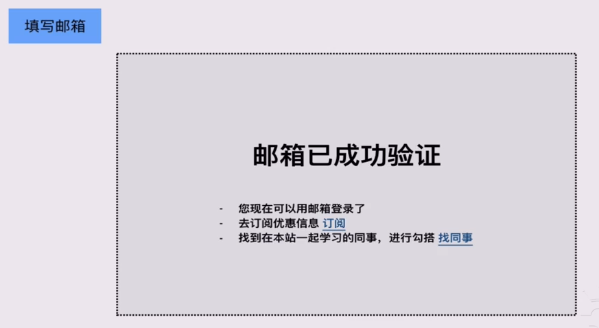 填写邮箱
邮箱已成功验证
- 您现在可以用邮箱登录了
- 去订阅优惠信息 订阅
- 找到在本站一起学习的同事，进行勾搭 找同事